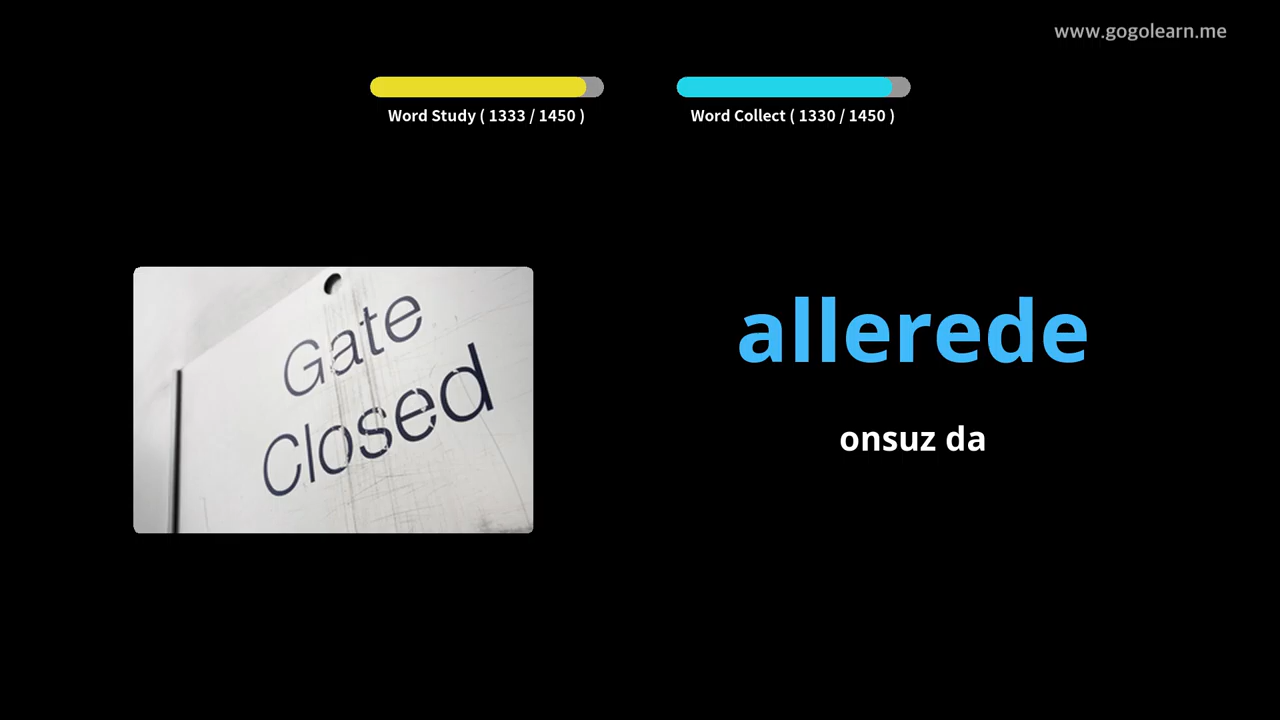 www.gogolearn.me
Word Study ( 1333 / 1450 )
Word Collect ( 1330 / 1450 )
Gate
Closed
allerede
onsuz da